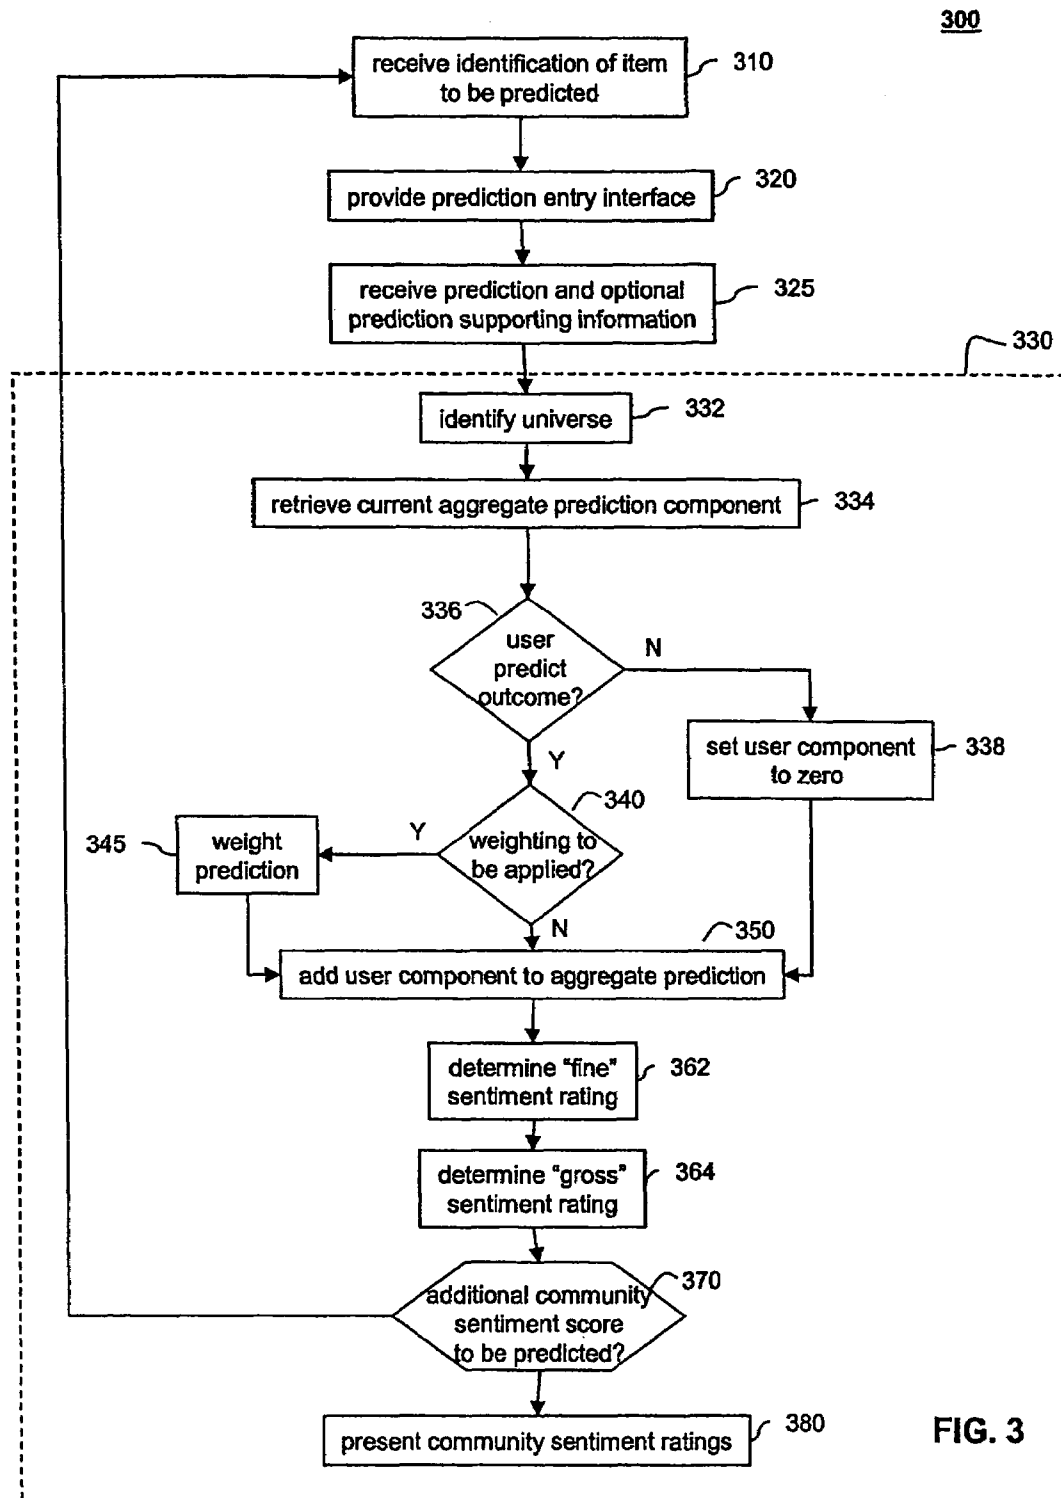 300
receive identification of item
to be predicted
310
provide prediction entry interface
320
receive prediction and optional
prediction supporting information
325
330
identify universe
332
retrieve current aggregate prediction component
334
336
user
predict
outcome?
N
Y
set user component
to zero
338
340
weighting to
be applied?
Y
N
345
weight
prediction
350
add user component to aggregate prediction
determine "fine"
sentiment rating
362
determine "gross"
sentiment rating
364
370
additional community
sentiment score
to be predicted?
present community sentiment ratings
380
FIG. 3